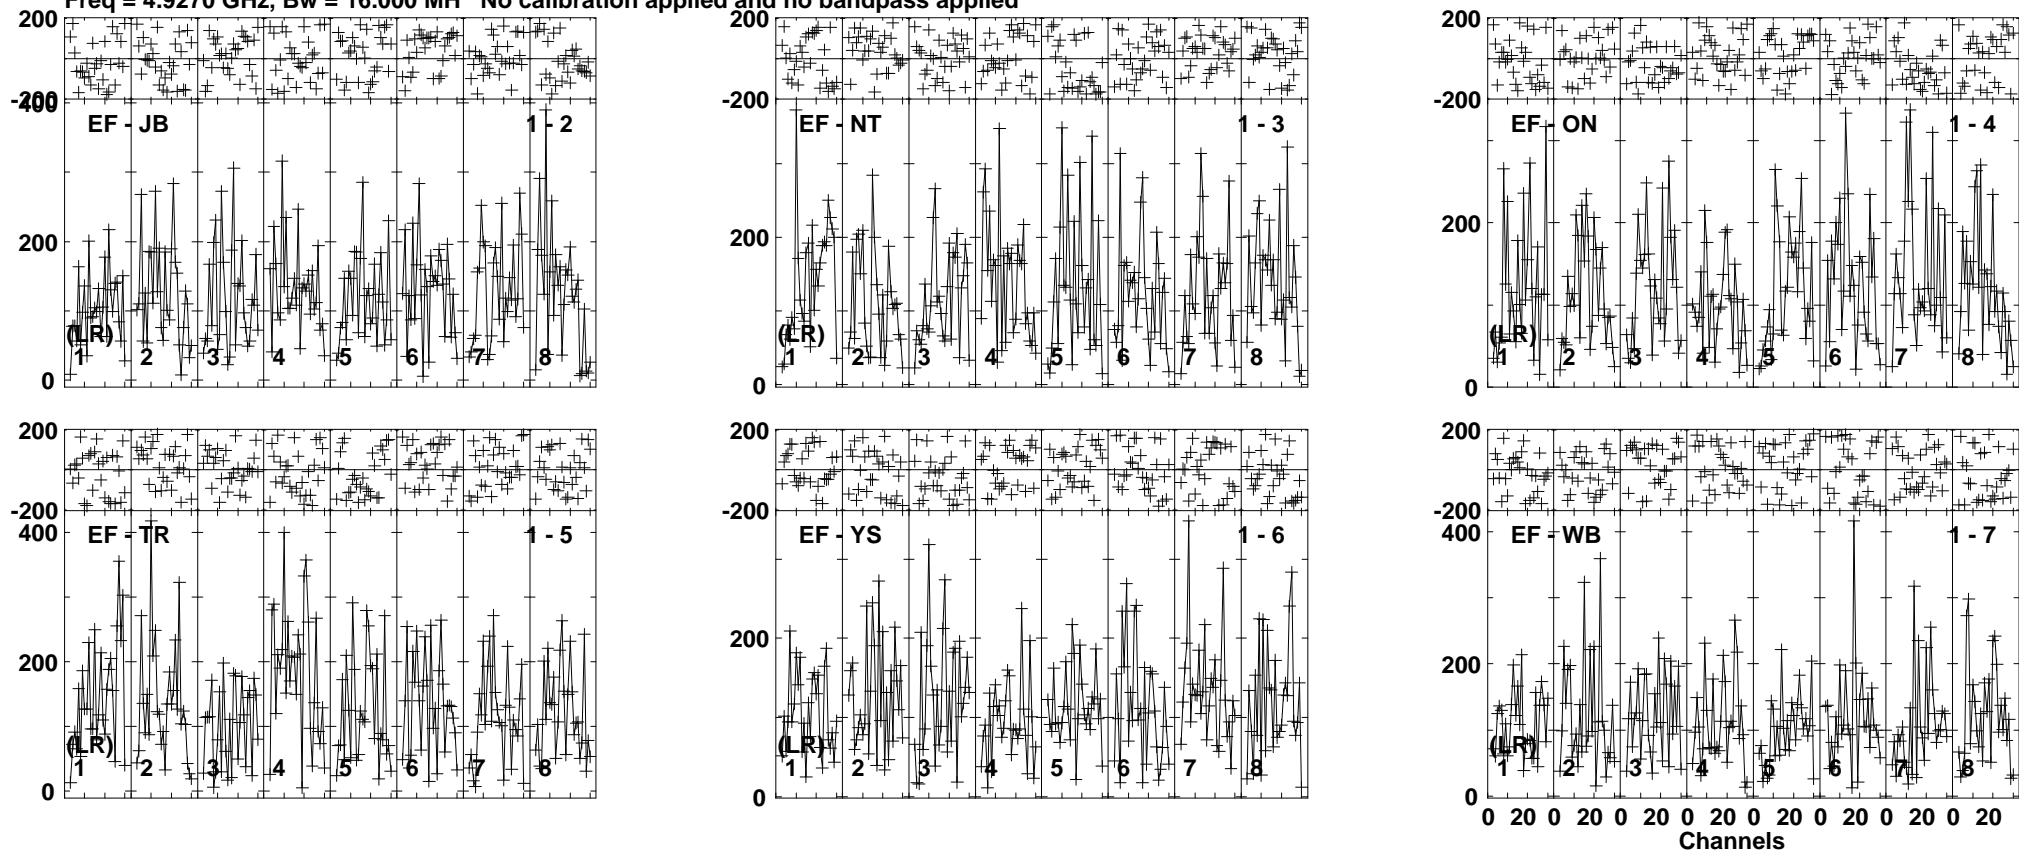 Freq = 4.9270 GHz, Bw = 16.000 MH No calibration applied and no bandpass applied
200
-200
400
200
0
EF - JB
1 - 2
(LR)
1 2 3 4 5 6 7 8
200
-200
200
0
EF - NT
1 - 3
(LR)
1 2 3 4 5 6 7 8
200
-200
200
0
EF - ON
1 - 4
(LR)
1 2 3 4 5 6 7 8
200
-200
400
200
0
EF - TR
1 - 5
(LR)
1 2 3 4 5 6 7 8
200
-200
200
0
EF - YS
1 - 6
(LR)
1 2 3 4 5 6 7 8
200
-200
400
200
0
EF - WB
1 - 7
(LR)
1 2 3 4 5 6 7 8
0 20 0 20 0 20 0 20 0 20 0 20 0 20 0 20
Channels